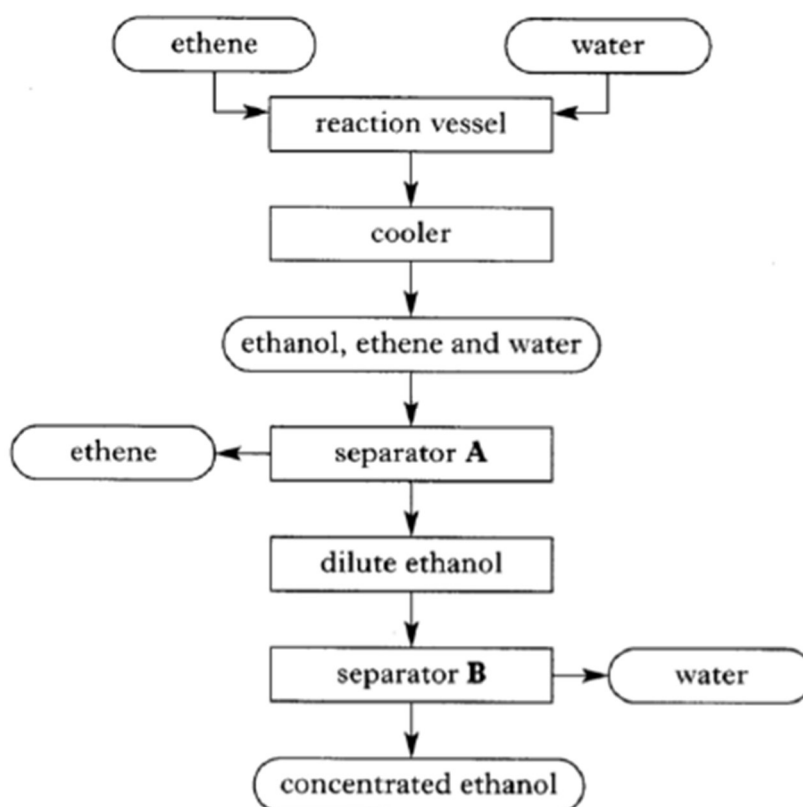 ethene
water
reaction vessel
cooler
ethanol, ethene and water
ethene
separator A
dilute ethanol
separator B
water
concentrated ethanol